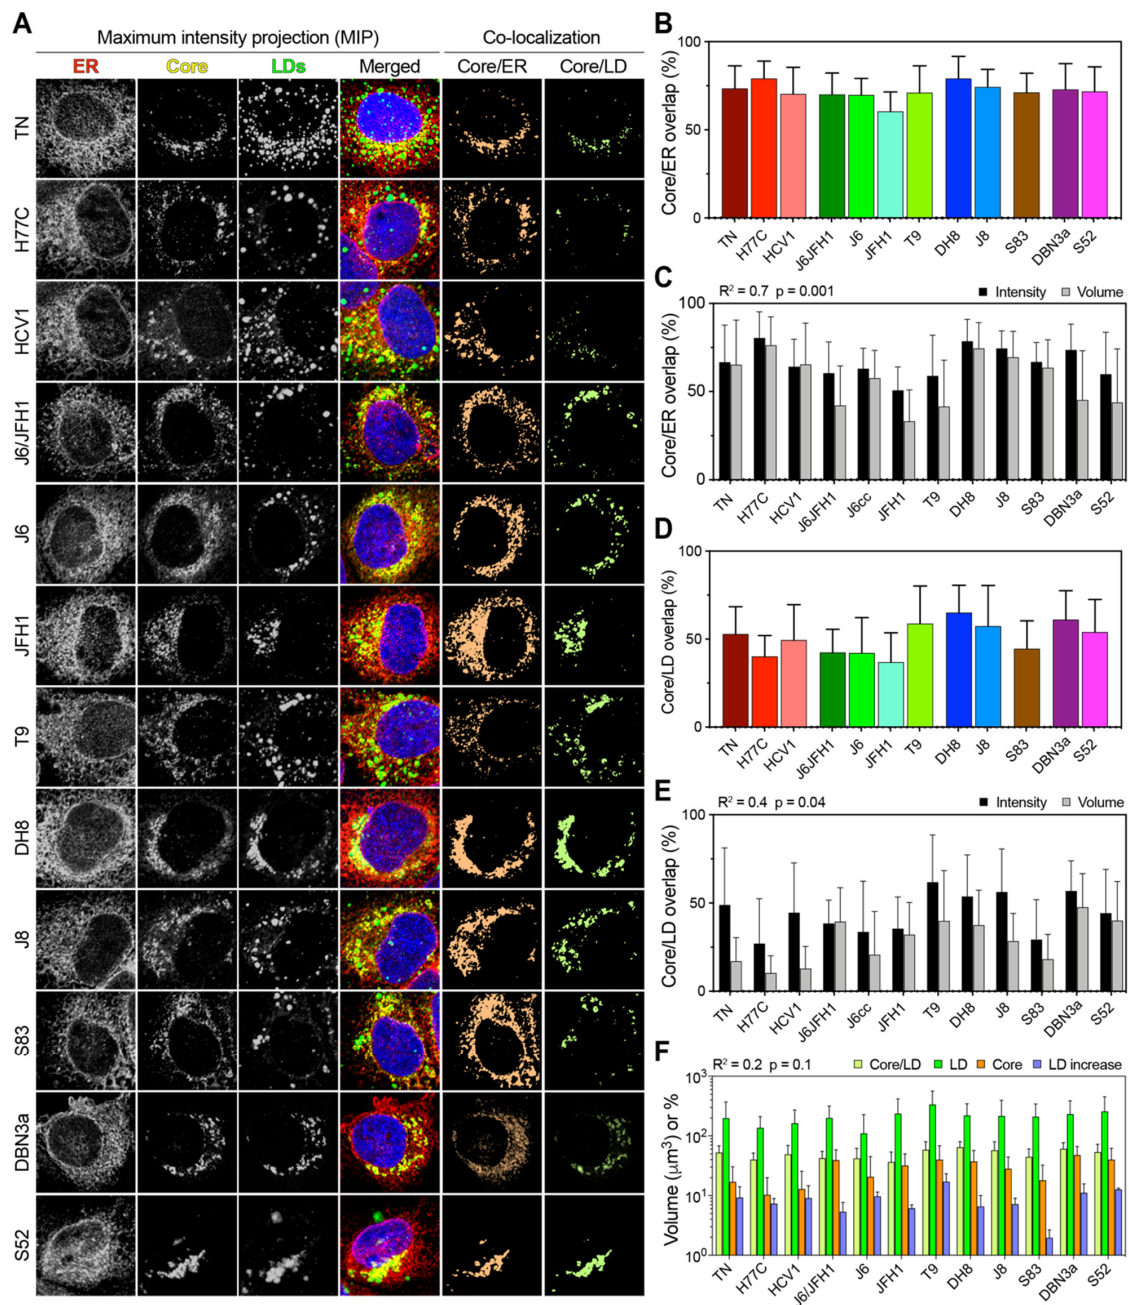 A
Maximum intensity projection (MIP)
Co-localization
ER
Core
LDs
Merged
Core/ER
Core/LD
TN
H77C
HCV1
J6/JFH1
J6
JFH1
T9
DH8
J8
S83
DBN3a
S52
B
Core/ER overlap (%)
100
50
0
TN
H77C
HCV1
J6JFH1
J6
JFH1
T9
DH8
J8
S83
DBN3a
S52
C
R² = 0.7 p = 0.001
Intensity
Volume
Core/ER overlap (%)
100
50
0
TN
H77C
HCV1
J6JFH1
J6cc
JFH1
T9
DH8
J8
S83
DBN3a
S52
D
Core/LD overlap (%)
100
50
0
TN
H77C
HCV1
J6JFH1
J6
JFH1
T9
DH8
J8
S83
DBN3a
S52
E
R² = 0.4 p = 0.04
Intensity
Volume
Core/LD overlap (%)
100
50
0
TN
H77C
HCV1
J6JFH1
J6cc
JFH1
T9
DH8
J8
S83
DBN3a
S52
F
R² = 0.2 p = 0.1
Core/LD
LD
Core
LD increase
Volume (μm³) or %
10³
10²
10¹
10⁰
TN
H77C
HCV1
J6/JFH1
J6
JFH1
T9
DH8
J8
S83
DBN3a
S52